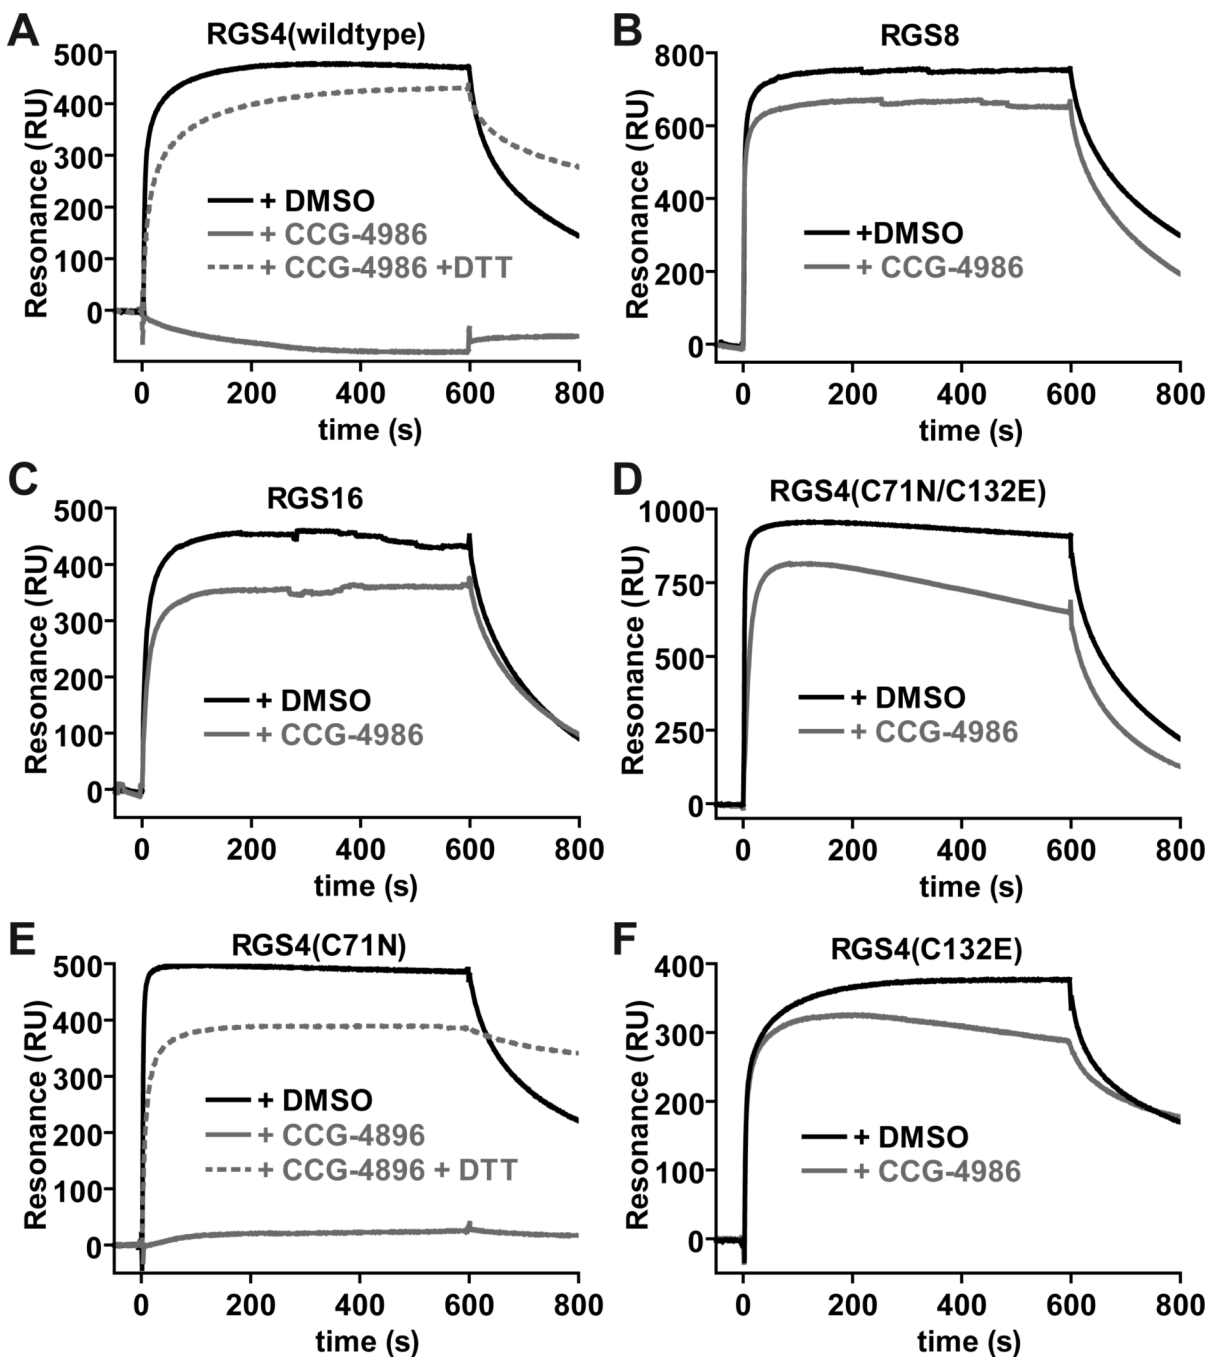 A
RGS4(wildtype)
Resonance (RU)
500
400
300
200
100
0
+ DMSO
+ CCG-4986
+ CCG-4986 +DTT
0 200 400 600 800
time (s)
B
RGS8
Resonance (RU)
800
600
400
200
0
+DMSO
+ CCG-4986
0 200 400 600 800
time (s)
C
RGS16
Resonance (RU)
500
400
300
200
100
0
+ DMSO
+ CCG-4986
0 200 400 600 800
time (s)
D
RGS4(C71N/C132E)
Resonance (RU)
1000
750
500
250
0
+ DMSO
+ CCG-4986
0 200 400 600 800
time (s)
E
RGS4(C71N)
Resonance (RU)
500
400
300
200
100
0
+ DMSO
+ CCG-4896
+ CCG-4896 + DTT
0 200 400 600 800
time (s)
F
RGS4(C132E)
Resonance (RU)
400
300
200
100
0
+ DMSO
+ CCG-4986
0 200 400 600 800
time (s)